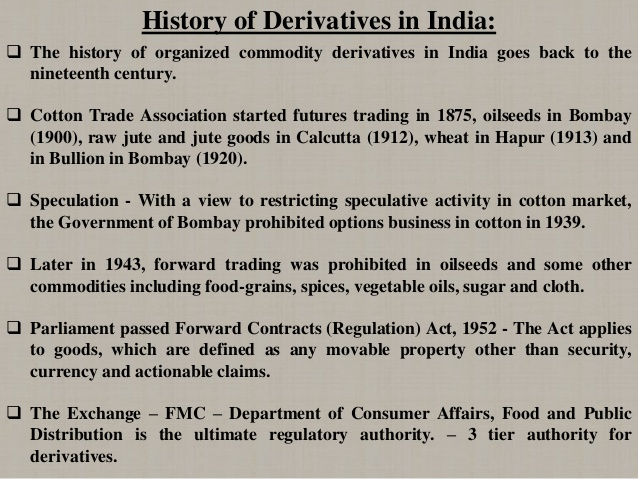 History of Derivatives in India:
❑ The history of organized commodity derivatives in India goes back to the
nineteenth century.
❑ Cotton Trade Association started futures trading in 1875, oilseeds in Bombay
(1900), raw jute and jute goods in Calcutta (1912), wheat in Hapur (1913) and
in Bullion in Bombay (1920).
❑ Speculation - With a view to restricting speculative activity in cotton market,
the Government of Bombay prohibited options business in cotton in 1939.
❑ Later in 1943, forward trading was prohibited in oilseeds and some other
commodities including food-grains, spices, vegetable oils, sugar and cloth.
❑ Parliament passed Forward Contracts (Regulation) Act, 1952 - The Act applies
to goods, which are defined as any movable property other than security,
currency and actionable claims.
❑ The Exchange – FMC – Department of Consumer Affairs, Food and Public
Distribution is the ultimate regulatory authority. – 3 tier authority for
derivatives.